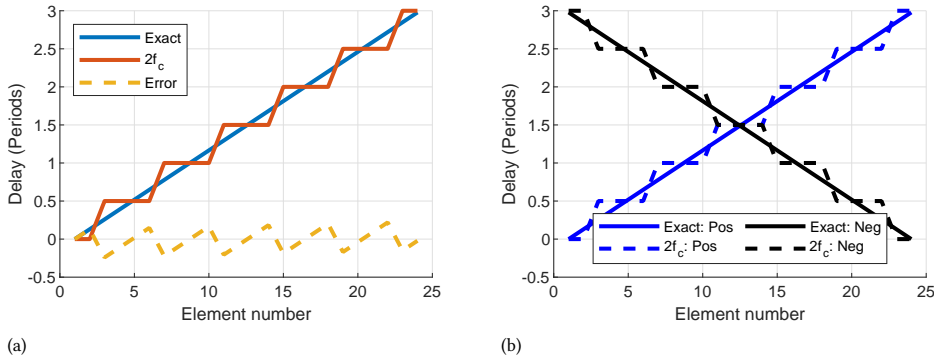 3
2.5
2
1.5
1
0.5
0
-0.5
Delay (Periods)
Exact
2f_c
Error
0 5 10 15 20 25
Element number
(a)
3
2.5
2
1.5
1
0.5
0
-0.5
Delay (Periods)
Exact: Pos Exact: Neg
2f_c: Pos 2f_c: Neg
0 5 10 15 20 25
Element number
(b)